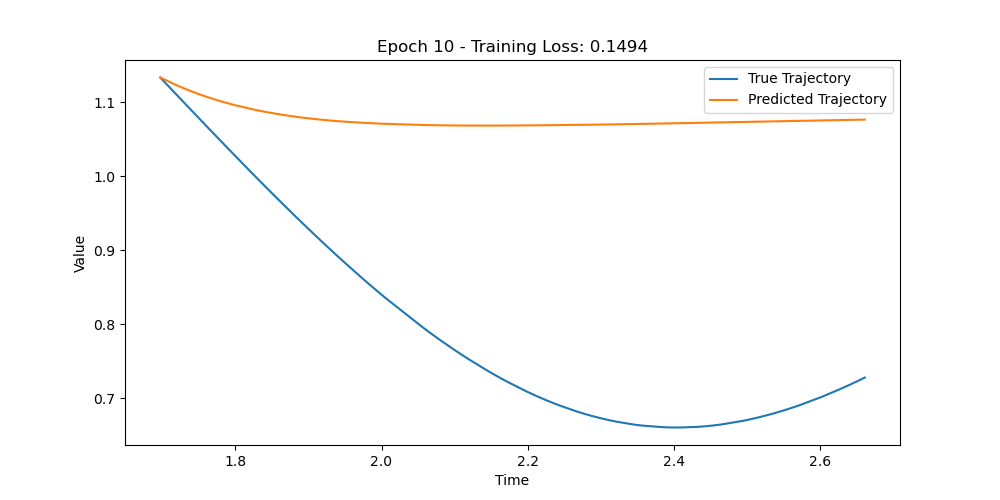 Epoch 10 - Training Loss: 0.1494
True Trajectory
Predicted Trajectory
Value
1.1
1.0
0.9
0.8
0.7
1.8
2.0
2.2
2.4
2.6
Time